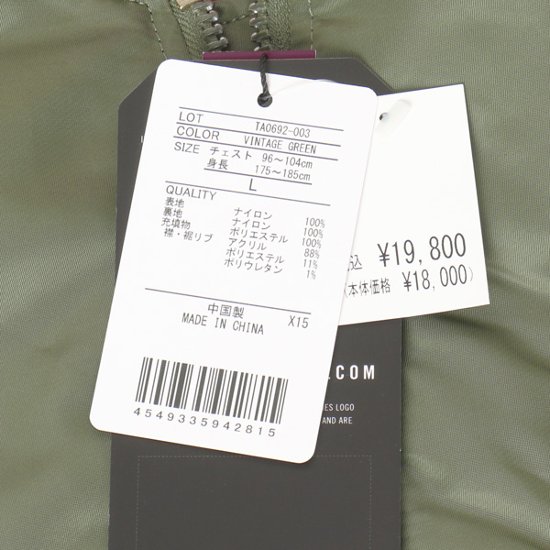 LOT TA0692-003
COLOR VINTAGE GREEN
SIZE チェスト 96～104cm
身長 175～185cm
L
QUALITY
表地 ナイロン 100%
裏地 ナイロン 100%
充填物 ポリエステル 100%
襟・裾リブ アクリル 88%
ポリエステル 11%
ポリウレタン 1%
中国製
MADE IN CHINA X15
4549335942815
込 ¥19,800
(本体価格 ¥18,000)
.COM
ES LOGO
AND ARE